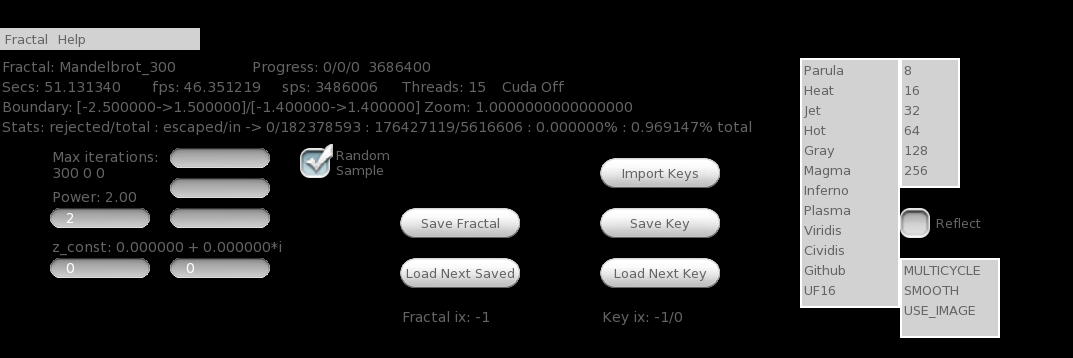 Fractal Help
Fractal: Mandelbrot_300 Progress: 0/0/0 3686400
Secs: 51.131340 fps: 46.351219 sps: 3486006 Threads: 15 Cuda Off
Boundary: [-2.500000->1.500000]/[-1.400000->1.400000] Zoom: 1.0000000000000000
Stats: rejected/total : escaped/in -> 0/182378593 : 176427119/5616606 : 0.000000% : 0.969147% total
Max iterations:
300 0 0
Power: 2.00
2
z_const: 0.000000 + 0.000000*i
0 0
Random
Sample
Save Fractal
Load Next Saved
Fractal ix: -1
Import Keys
Save Key
Load Next Key
Key ix: -1/0
Parula
Heat
Jet
Hot
Gray
Magma
Inferno
Plasma
Viridis
Cividis
Github
UF16
8
16
32
64
128
256
Reflect
MULTICYCLE
SMOOTH
USE_IMAGE